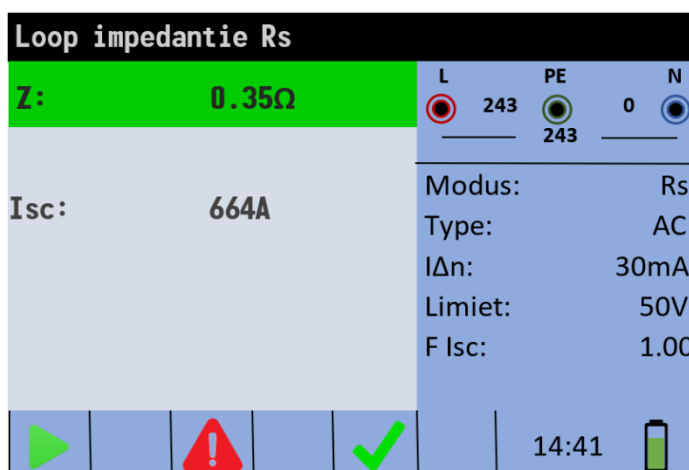 Loop impedantie Rs
Z: 0.35Ω
Isc: 664A
L PE N
243 0
243
Modus: Rs
Type: AC
IΔn: 30mA
Limiet: 50V
F Isc: 1.00
14:41